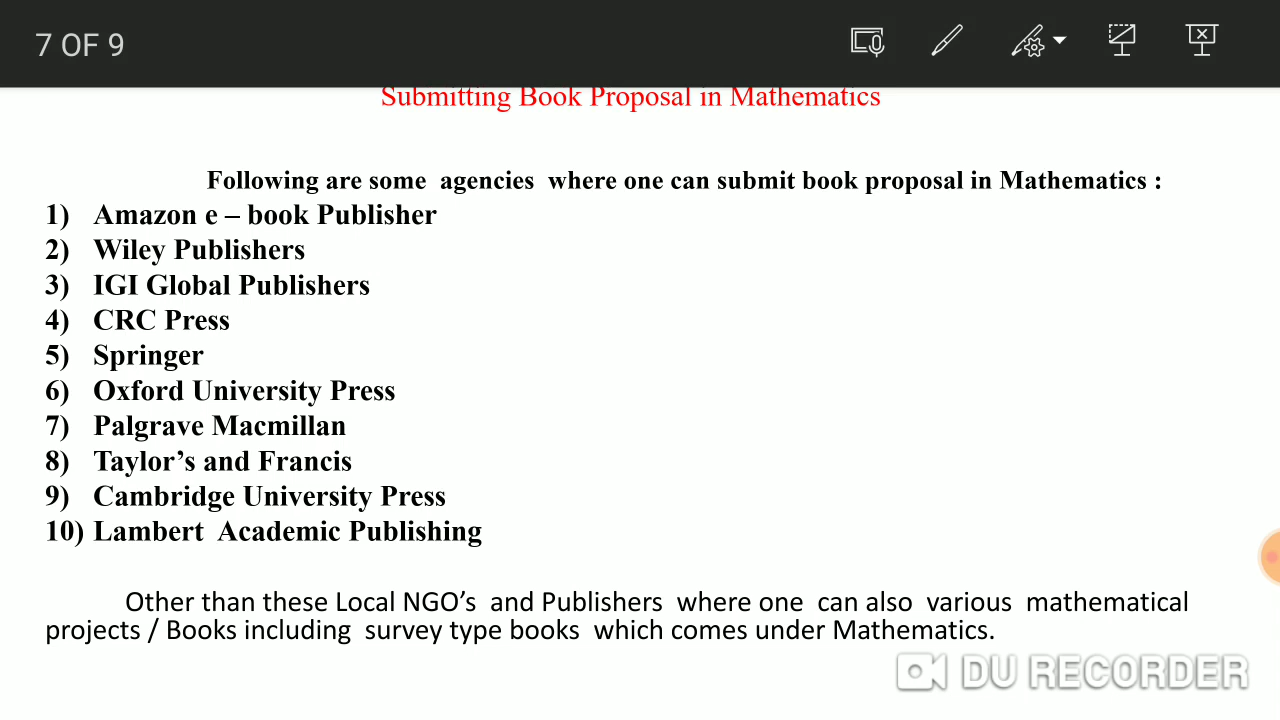 7 OF 9
Submitting Book Proposal in Mathematics
Following are some agencies where one can submit book proposal in Mathematics :
1) Amazon e – book Publisher
2) Wiley Publishers
3) IGI Global Publishers
4) CRC Press
5) Springer
6) Oxford University Press
7) Palgrave Macmillan
8) Taylor’s and Francis
9) Cambridge University Press
10) Lambert Academic Publishing
Other than these Local NGO’s and Publishers where one can also various mathematical
projects / Books including survey type books which comes under Mathematics.
DU RECORDER